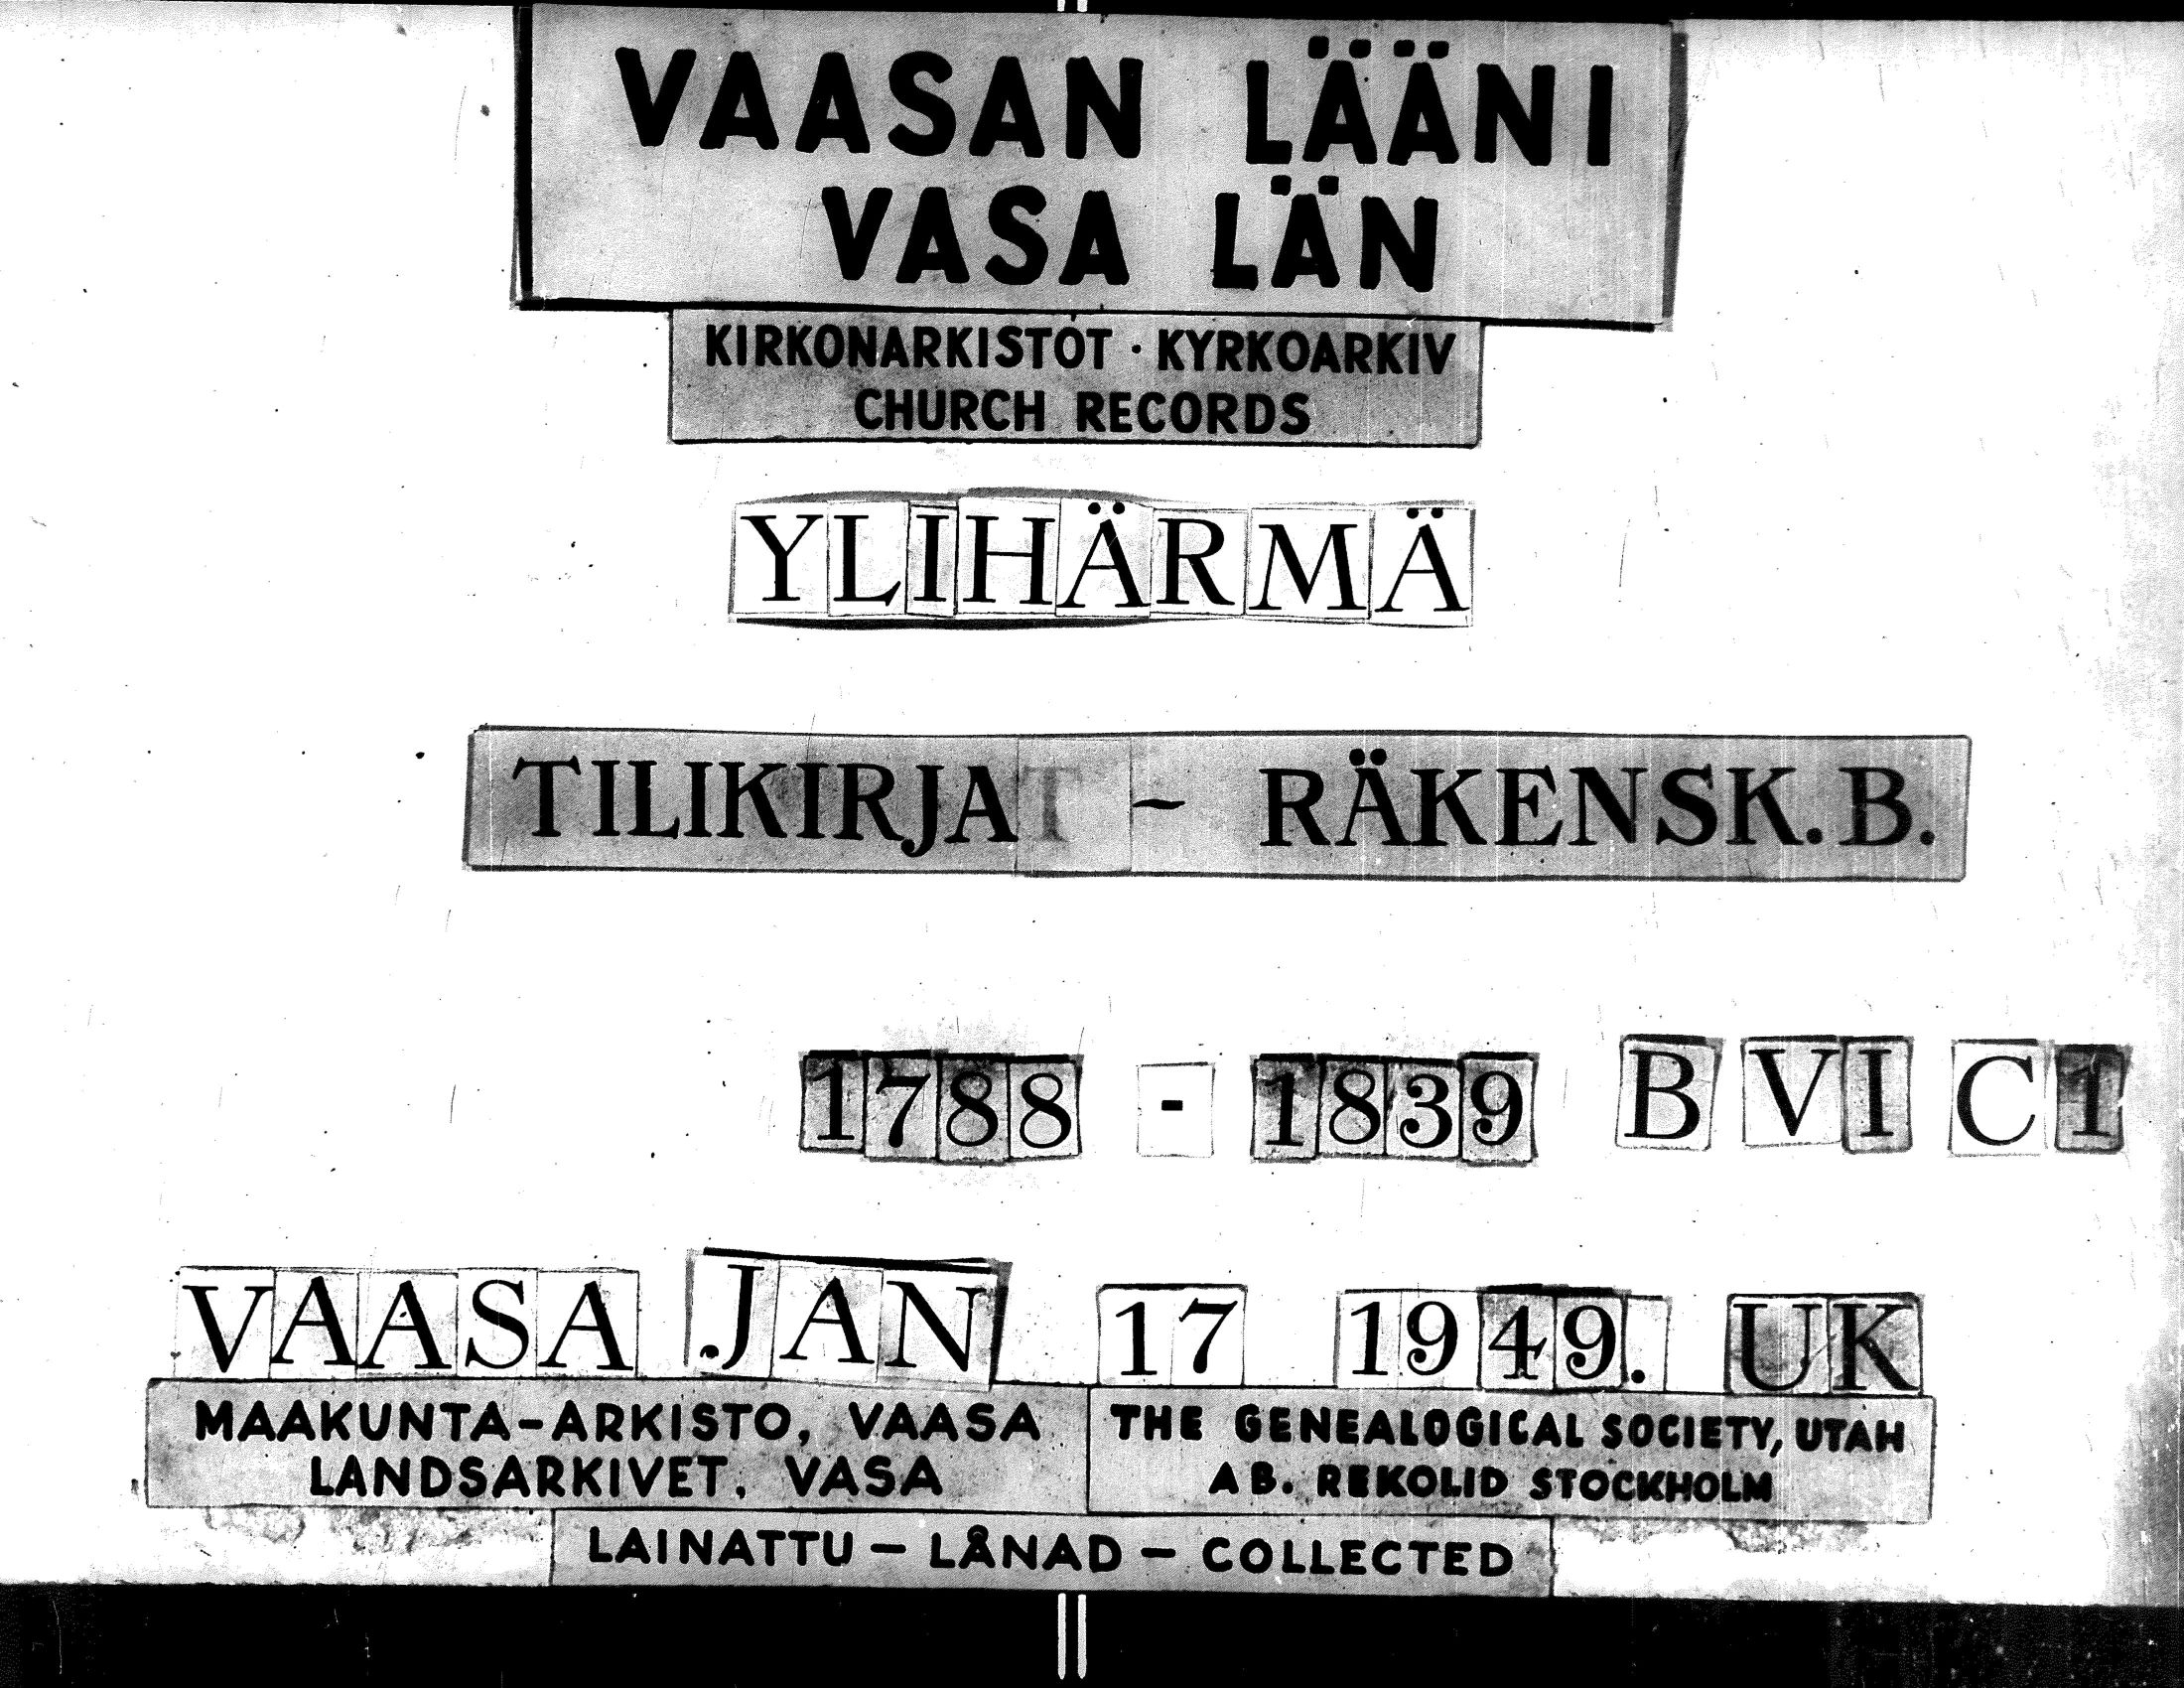 VAASAN LÄÄNI
VASA LÄN
KIRKONARKISTOT · KYRKOARKIV
CHURCH RECORDS
YLIHÄRMÄ
TILIKIRJAT - RÄKENSK. B.
1788 - 1839 B VI C1
VAASA JAN 17 1949. UK
MAAKUNTA-ARKISTO, VAASA
LANDSARKIVET, VASA
THE GENEALOGICAL SOCIETY, UTAH
AB. REKOLID STOCKHOLM
LAINATTU - LÅNAD - COLLECTED